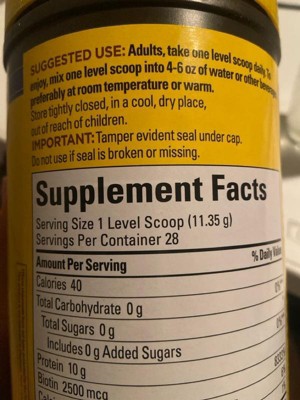 SUGGESTED USE: Adults, take one level scoop daily. To
enjoy, mix one level scoop into 4-6 oz of water or other beverage
preferably at room temperature or warm.
Store tightly closed, in a cool, dry place,
out of reach of children.
IMPORTANT: Tamper evident seal under cap.
Do not use if seal is broken or missing.
Supplement Facts
Serving Size 1 Level Scoop (11.35 g)
Servings Per Container 28
Amount Per Serving % Daily
Calories 40
Total Carbohydrate 0 g
Total Sugars 0 g
Includes 0 g Added Sugars
Protein 10 g
Biotin 2500 mcg